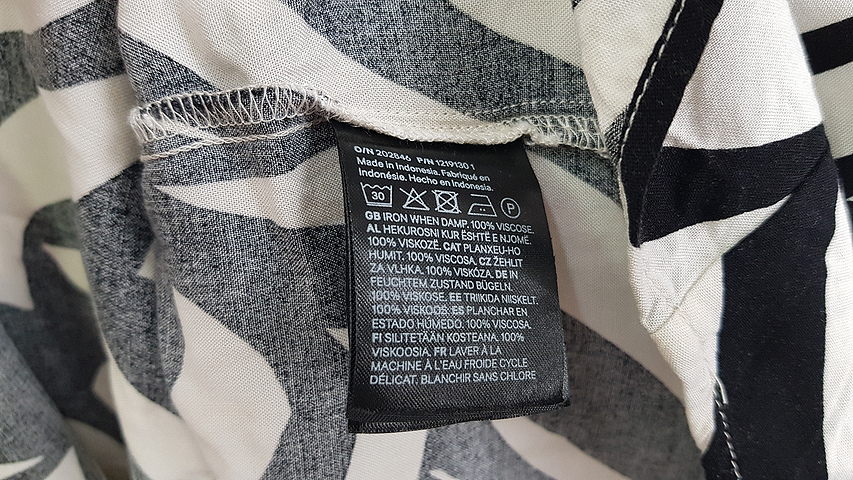 O/N 202546 P/N 1219130 1
Made in Indonesia. Fabriqué en
Indonésie. Hecho en Indonesia.
30 P
GB IRON WHEN DAMP. 100% VISCOSE.
AL HEKUROSNI KUR ËSHTË E NJOMË.
100% VISKOZË. CAT PLANXEU-HO
HUMIT. 100% VISCOSA. CZ ŽEHLIT
ZA VLHKA. 100% VISKÓZA. DE IN
FEUCHTEM ZUSTAND BÜGELN.
100% VISKOSE. EE TRIIKIDA NIISKELT.
100% VISKOOS. ES PLANCHAR EN
ESTADO HÚMEDO. 100% VISCOSA.
FI SILITETÄÄN KOSTEANA. 100%
VISKOOSIA. FR LAVER À LA
MACHINE À L'EAU FROIDE CYCLE
DÉLICAT. BLANCHIR SANS CHLORE